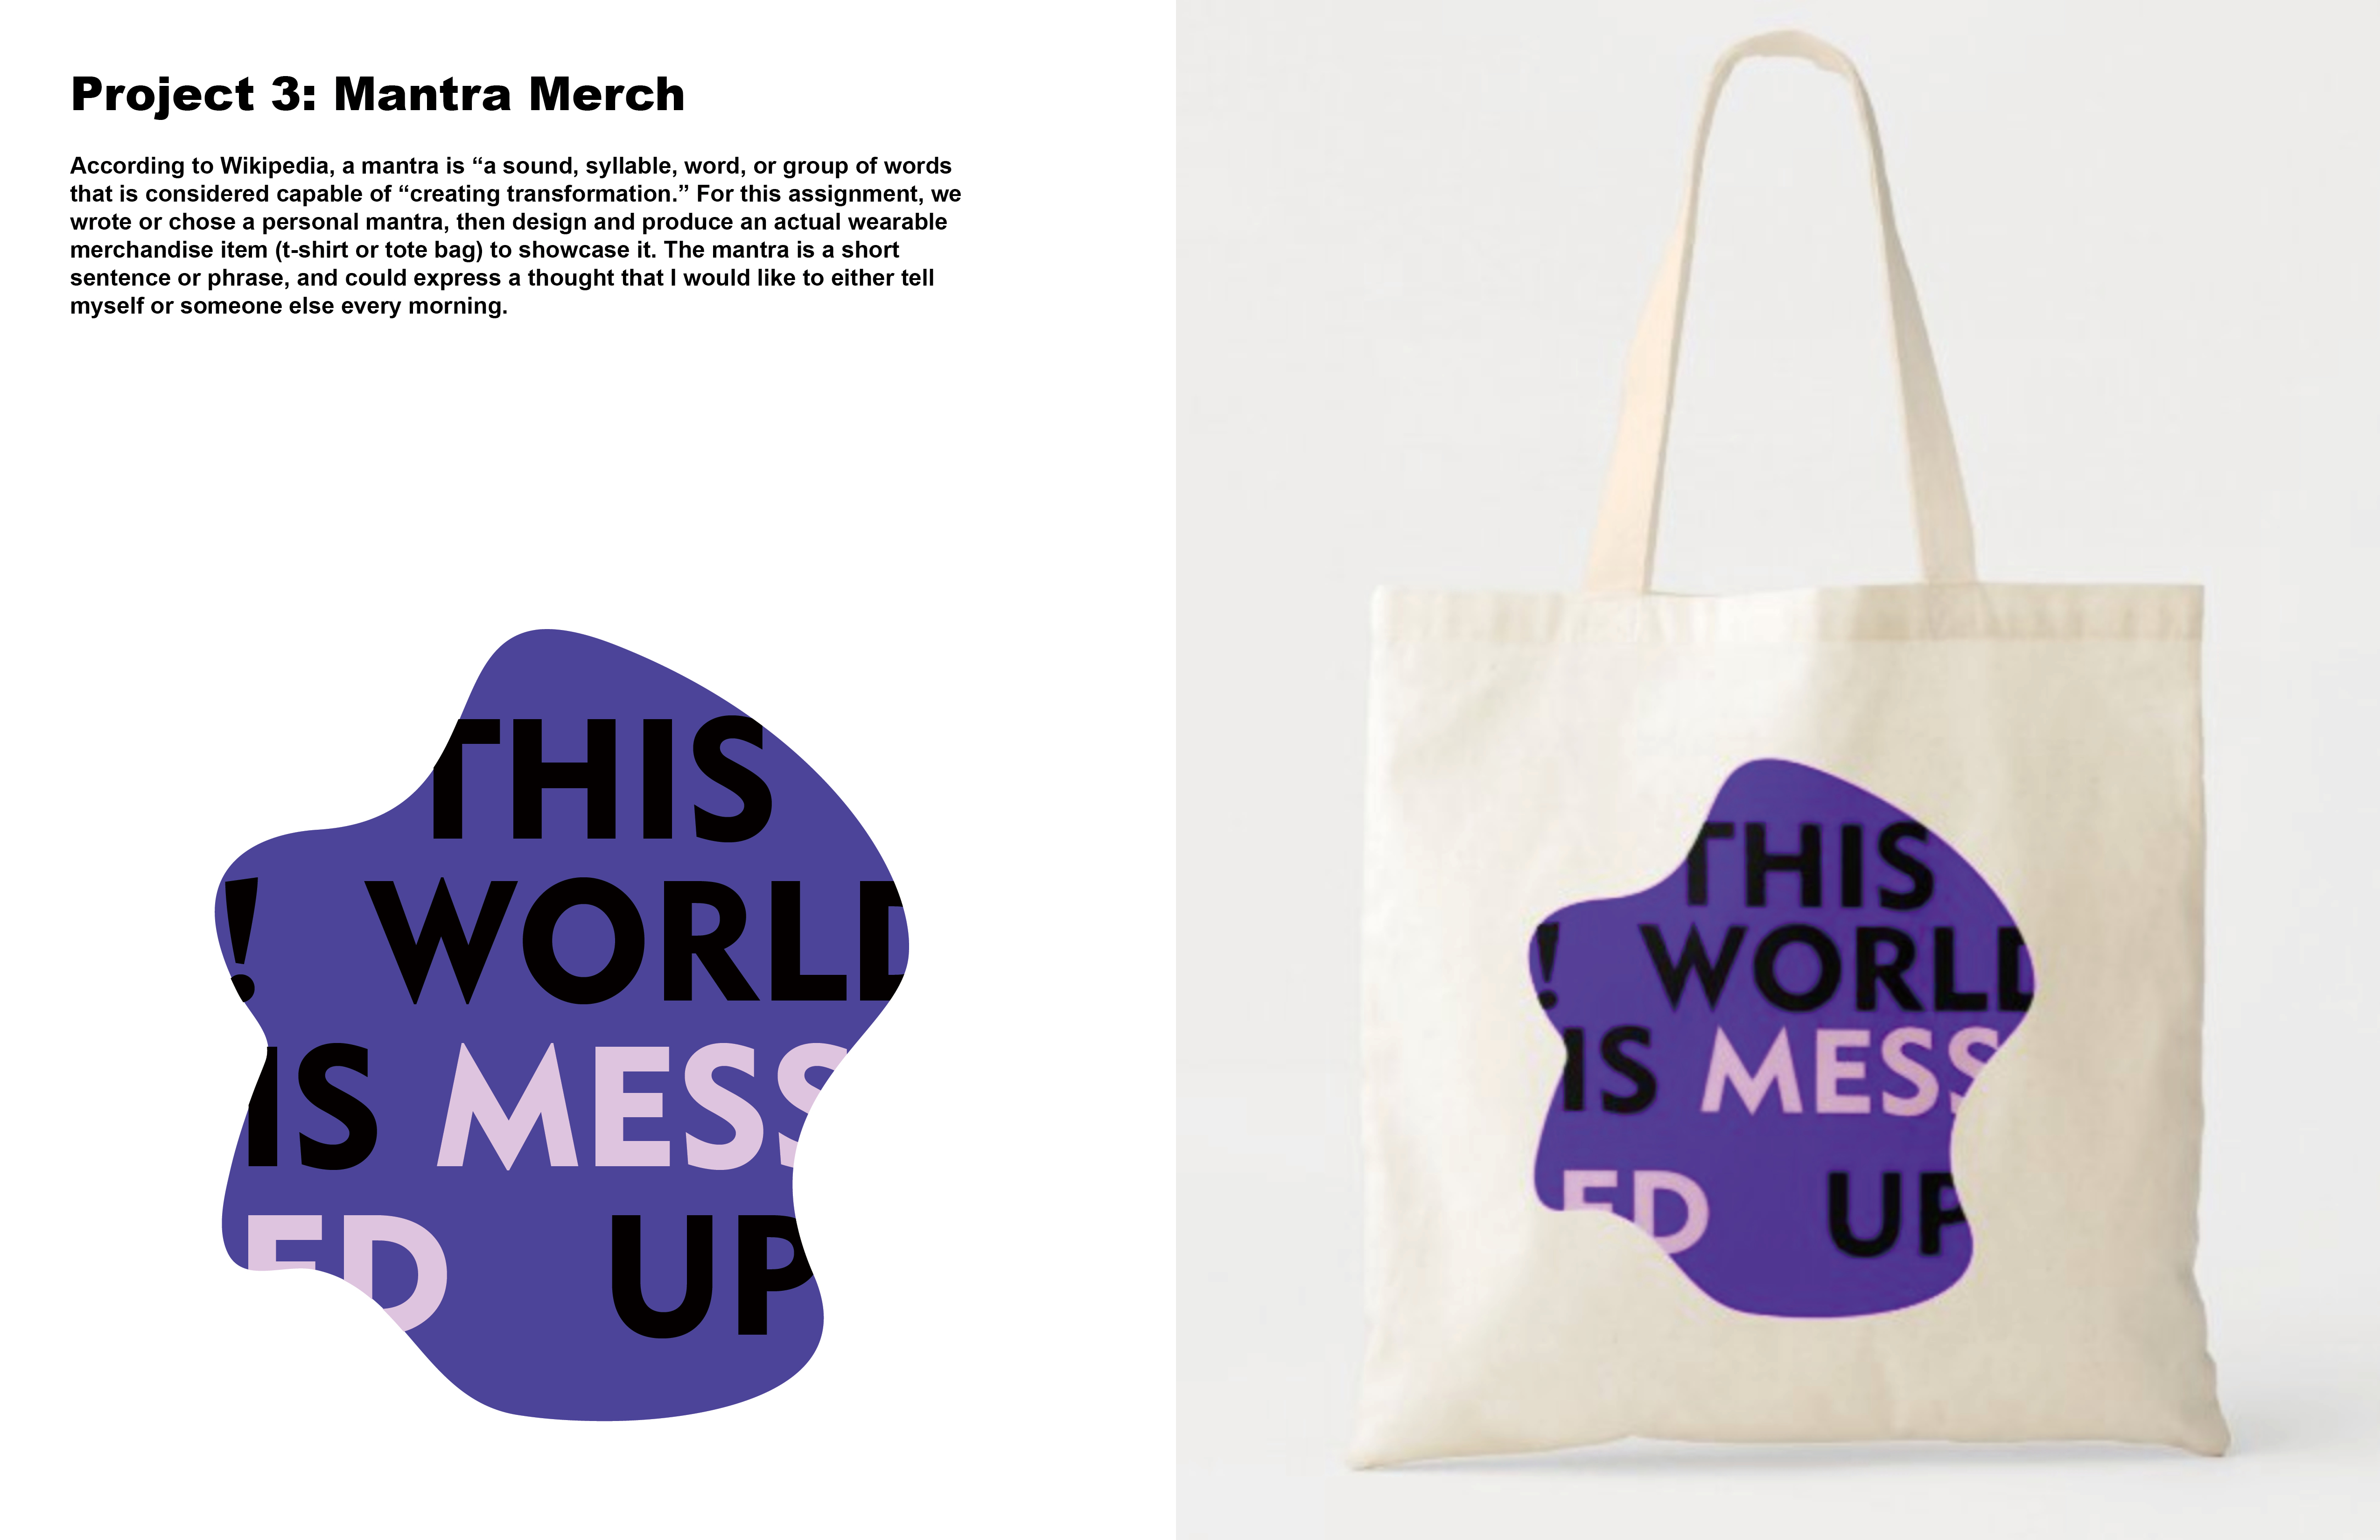 Project 3: Mantra Merch
According to Wikipedia, a mantra is “a sound, syllable, word, or group of words
that is considered capable of “creating transformation.” For this assignment, we
wrote or chose a personal mantra, then design and produce an actual wearable
merchandise item (t-shirt or tote bag) to showcase it. The mantra is a short
sentence or phrase, and could express a thought that I would like to either tell
myself or someone else every morning.
THIS
! WORLD
IS MESS
ED UP
THIS
! WORLD
IS MESS
ED UP